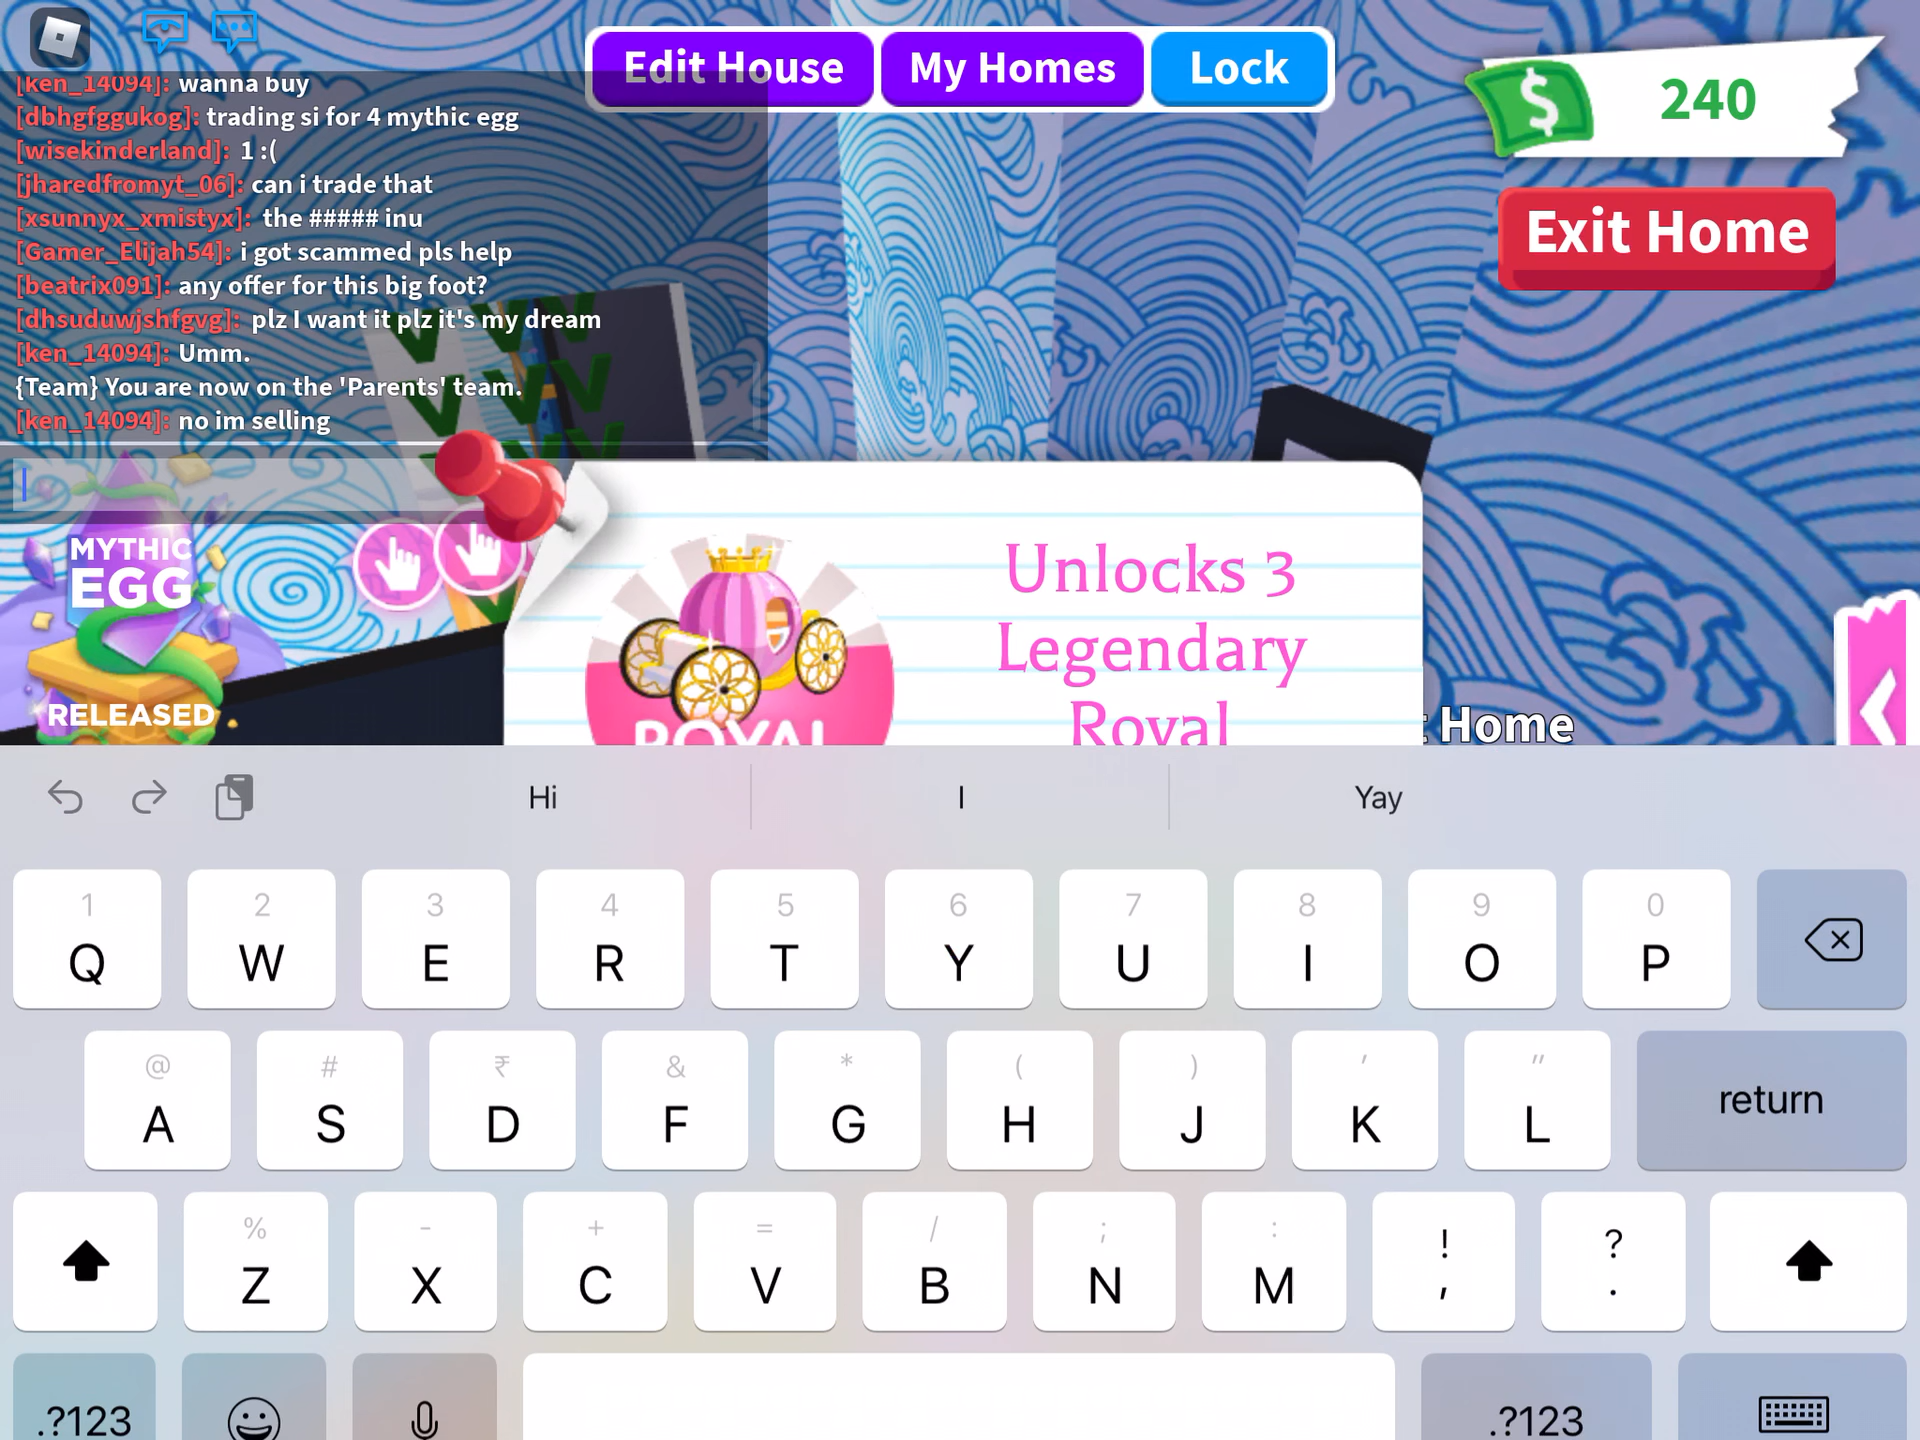 Edit House
My Homes
Lock
240
Exit Home
[ken_14094]: wanna buy
[dbhgfggukog]: trading si for 4 mythic egg
[wisekinderland]: 1 :(
[jharedfromyt_06]: can i trade that
[xsunnyx_xmistyx]: the ##### inu
[Gamer_Elijah54]: i got scammed pls help
[beatrix091]: any offer for this big foot?
[dhsuduwjshfgvg]: plz I want it plz it's my dream
[ken_14094]: Umm.
{Team} You are now on the 'Parents' team.
[ken_14094]: no im selling
MYTHIC
EGG
RELEASED
ROYAL
Unlocks 3
Legendary
Royal
Home
Hi
I
Yay
1 2 3 4 5 6 7 8 9 0
Q W E R T Y U I O P
@ # ₹ & * ( ) ' "
A S D F G H J K L return
% - + = / ; : ! ?
Z X C V B N M , .
.?123 .?123